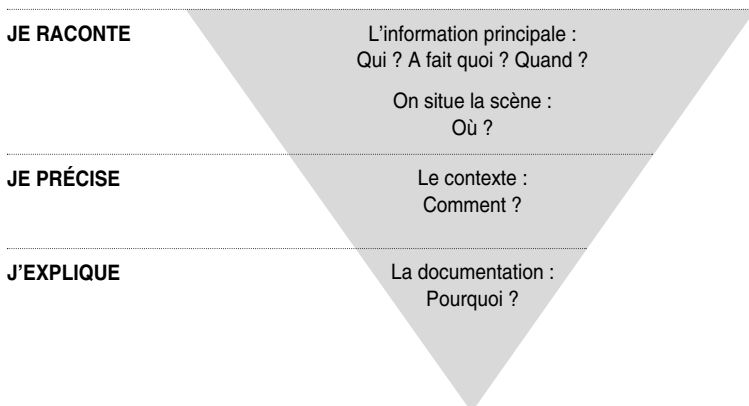 JE RACONTE
L’information principale :
Qui ? A fait quoi ? Quand ?
On situe la scène :
Où ?
JE PRÉCISE
Le contexte :
Comment ?
J’EXPLIQUE
La documentation :
Pourquoi ?